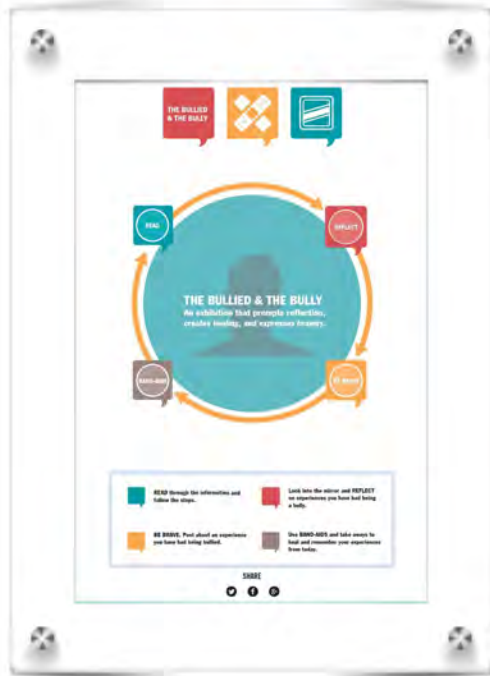 THE BULLIED
& THE BULLY
READ
REFLECT
THE BULLIED & THE BULLY
An exhibition that prompts reflection,
creates healing, and expresses bravery.
BAND-AIDS
BE BRAVE
READ through the information and
follow the steps.
Look into the mirror and REFLECT
on experiences you have had being
a bully.
BE BRAVE. Post about an experience
you have had being bullied.
Use BAND-AIDS and take aways to
heal and remember your experiences
from today.
SHARE